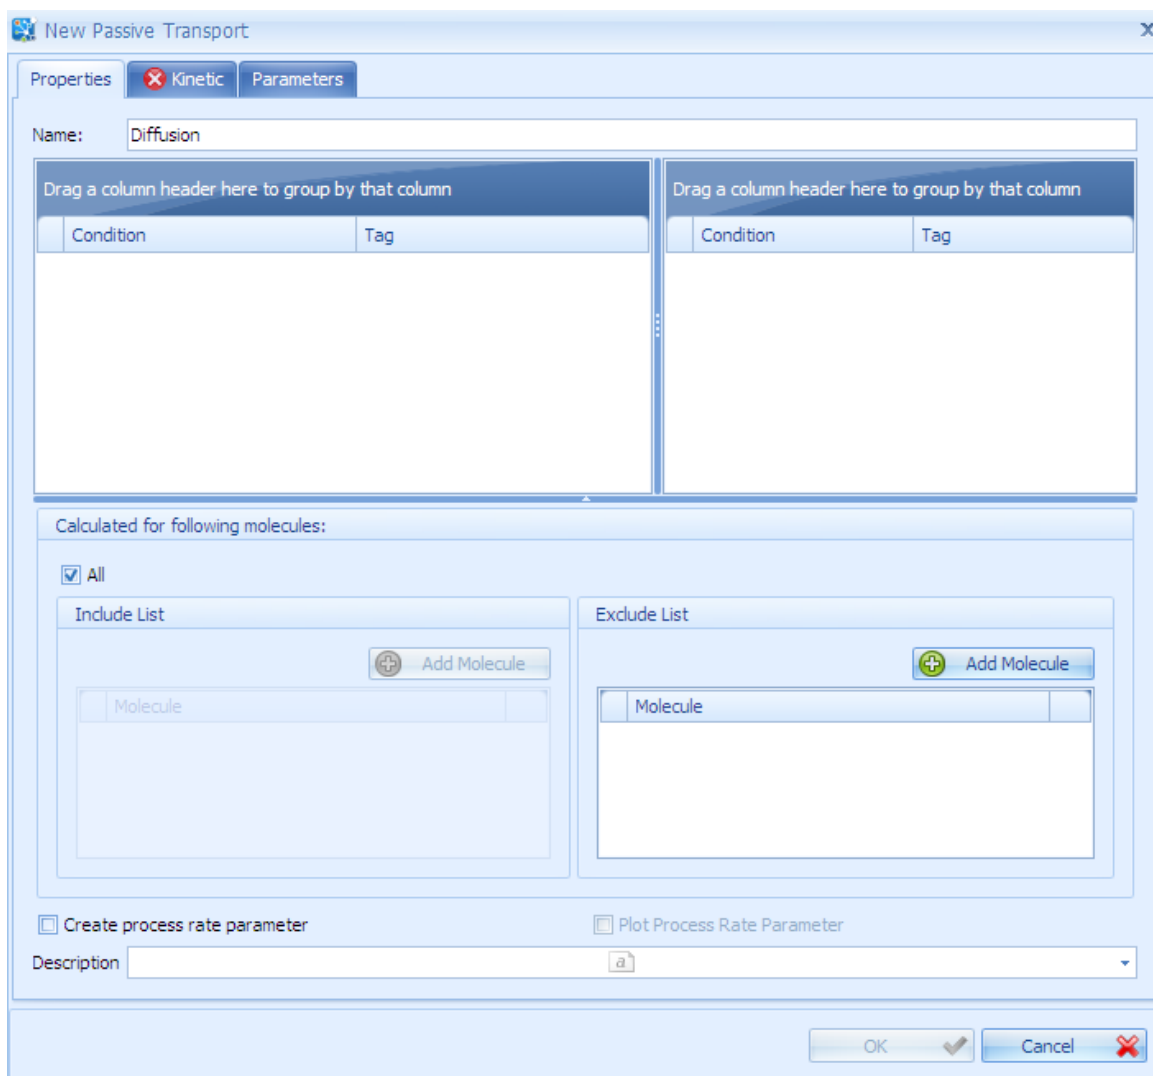 New Passive Transport
Properties Kinetic Parameters
Name: Diffusion
Drag a column header here to group by that column
Drag a column header here to group by that column
Condition Tag
Condition Tag
Calculated for following molecules:
All
Include List
Exclude List
Add Molecule
Add Molecule
Molecule
Molecule
Create process rate parameter
Plot Process Rate Parameter
Description
a
OK
Cancel